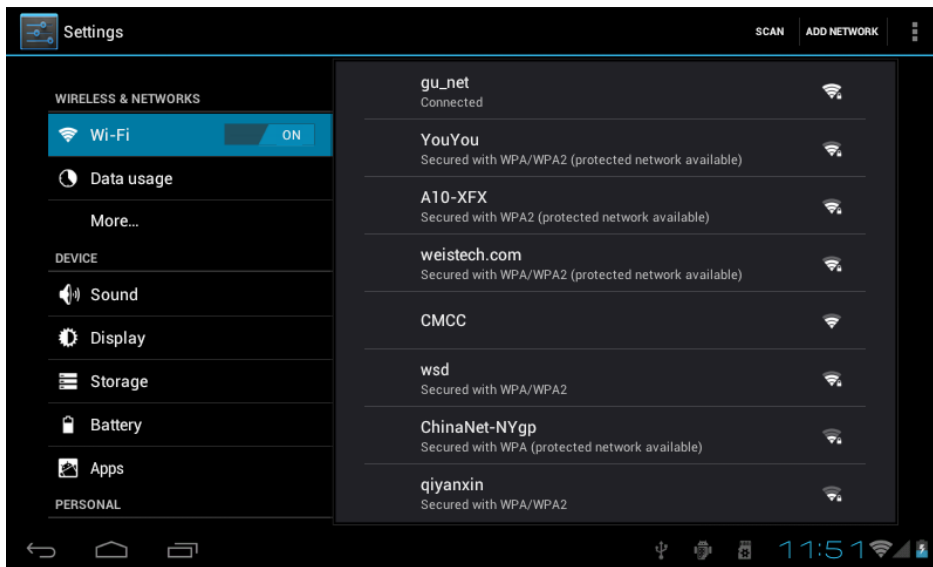 Settings
SCAN
ADD NETWORK
WIRELESS & NETWORKS
Wi-Fi
ON
Data usage
More...
DEVICE
Sound
Display
Storage
Battery
Apps
PERSONAL
gu_net
Connected
YouYou
Secured with WPA/WPA2 (protected network available)
A10-XFX
Secured with WPA2 (protected network available)
weistech.com
Secured with WPA/WPA2 (protected network available)
CMCC
wsd
Secured with WPA/WPA2
ChinaNet-NYgp
Secured with WPA (protected network available)
qiyanxin
Secured with WPA/WPA2
11:51